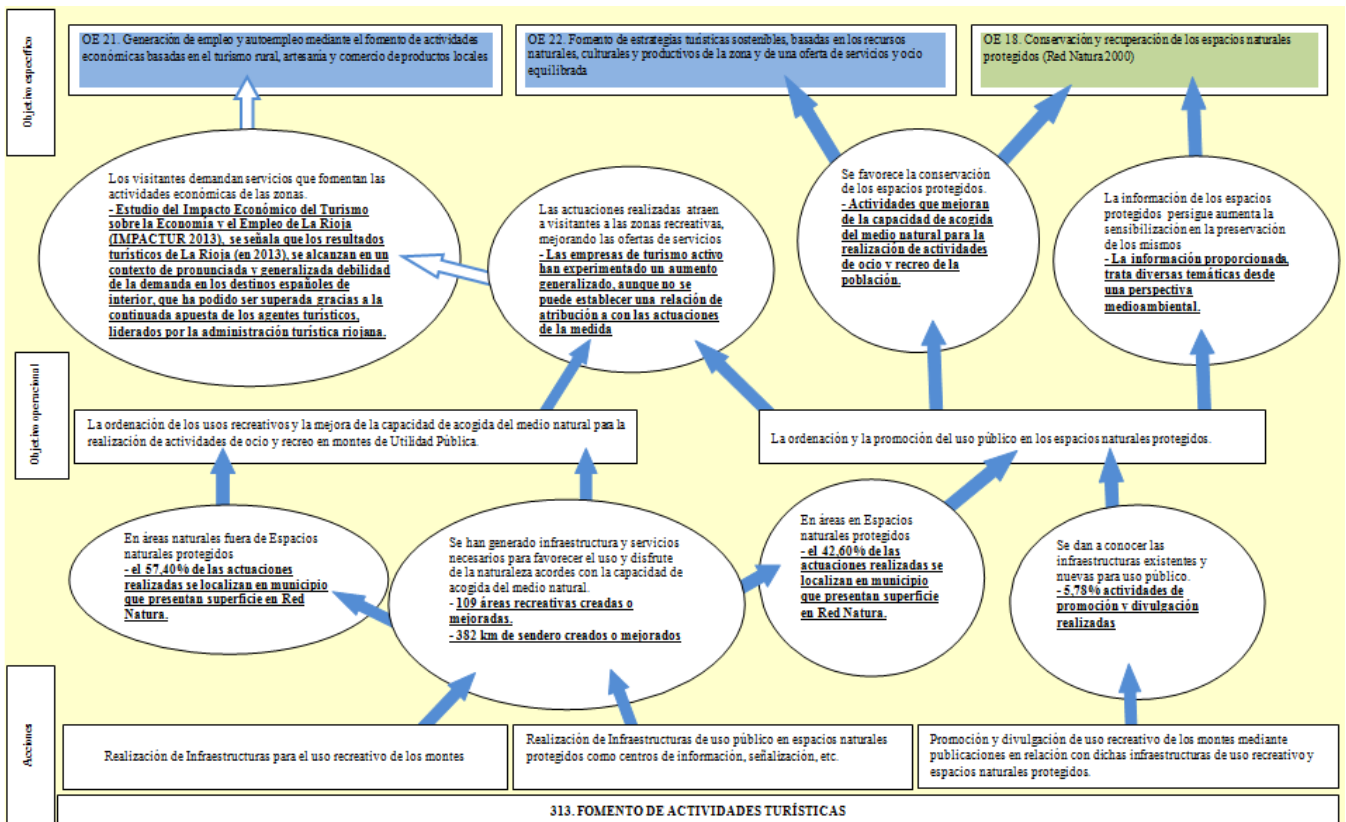 Objetivo específico
OE 21. Generación de empleo y autoempleo mediante el fomento de actividades
económicas basadas en el turismo rural, artesanía y comercio de productos locales
OE 22. Fomento de estrategias turísticas sostenibles, basadas en los recursos
naturales, culturales y productivos de la zona y de una oferta de servicios y ocio
equilibrada
OE 18. Conservación y recuperación de los espacios naturales
protegidos (Red Natura 2000)
Los visitantes demandan servicios que fomentan las
actividades económicas de las zonas.
- Estudio del Impacto Económico del Turismo
sobre la Economía y el Empleo de La Rioja
(IMPACTUR 2013), se señala que los resultados
turísticos de La Rioja (en 2013), se alcanzan en un
contexto de pronunciada y generalizada debilidad
de la demanda en los destinos españoles de
interior, que ha podido ser superada gracias a la
continuada apuesta de los agentes turísticos,
liderados por la administración turística riojana.
Las actuaciones realizadas atraen
a visitantes a las zonas recreativas,
mejorando las ofertas de servicios
- Las empresas de turismo activo
han experimentado un aumento
generalizado, aunque no se
puede establecer una relación de
atribución a con las actuaciones
de la medida
Se favorece la conservación
de los espacios protegidos.
- Actividades que mejoran
de la capacidad de acogida
del medio natural para la
realización de actividades
de ocio y recreo de la
población.
La información de los espacios
protegidos persigue aumenta la
sensibilización en la preservación
de los mismos
- La información proporcionada,
trata diversas temáticas desde
una perspectiva
medioambiental.
Objetivo operacional
La ordenación de los usos recreativos y la mejora de la capacidad de acogida del medio natural para la
realización de actividades de ocio y recreo en montes de Utilidad Pública.
La ordenación y la promoción del uso público en los espacios naturales protegidos.
En áreas naturales fuera de Espacios
naturales protegidos
- el 57,40% de las actuaciones
realizadas se localizan en municipio
que presentan superficie en Red
Natura.
Se han generado infraestructura y servicios
necesarios para favorecer el uso y disfrute
de la naturaleza acordes con la capacidad de
acogida del medio natural.
- 109 áreas recreativas creadas o
mejoradas.
- 382 km de sendero creados o mejorados
En áreas en Espacios
naturales protegidos
- el 42,60% de las
actuaciones realizadas se
localizan en municipio
que presentan superficie
en Red Natura.
Se dan a conocer las
infraestructuras existentes y
nuevas para uso público.
- 5,78% actividades de
promoción y divulgación
realizadas
Acciones
Realización de Infraestructuras para el uso recreativo de los montes
Realización de Infraestructuras de uso público en espacios naturales
protegidos como centros de información, señalización, etc.
Promoción y divulgación de uso recreativo de los montes mediante
publicaciones en relación con dichas infraestructuras de uso recreativo y
espacios naturales protegidos.
313. FOMENTO DE ACTIVIDADES TURÍSTICAS